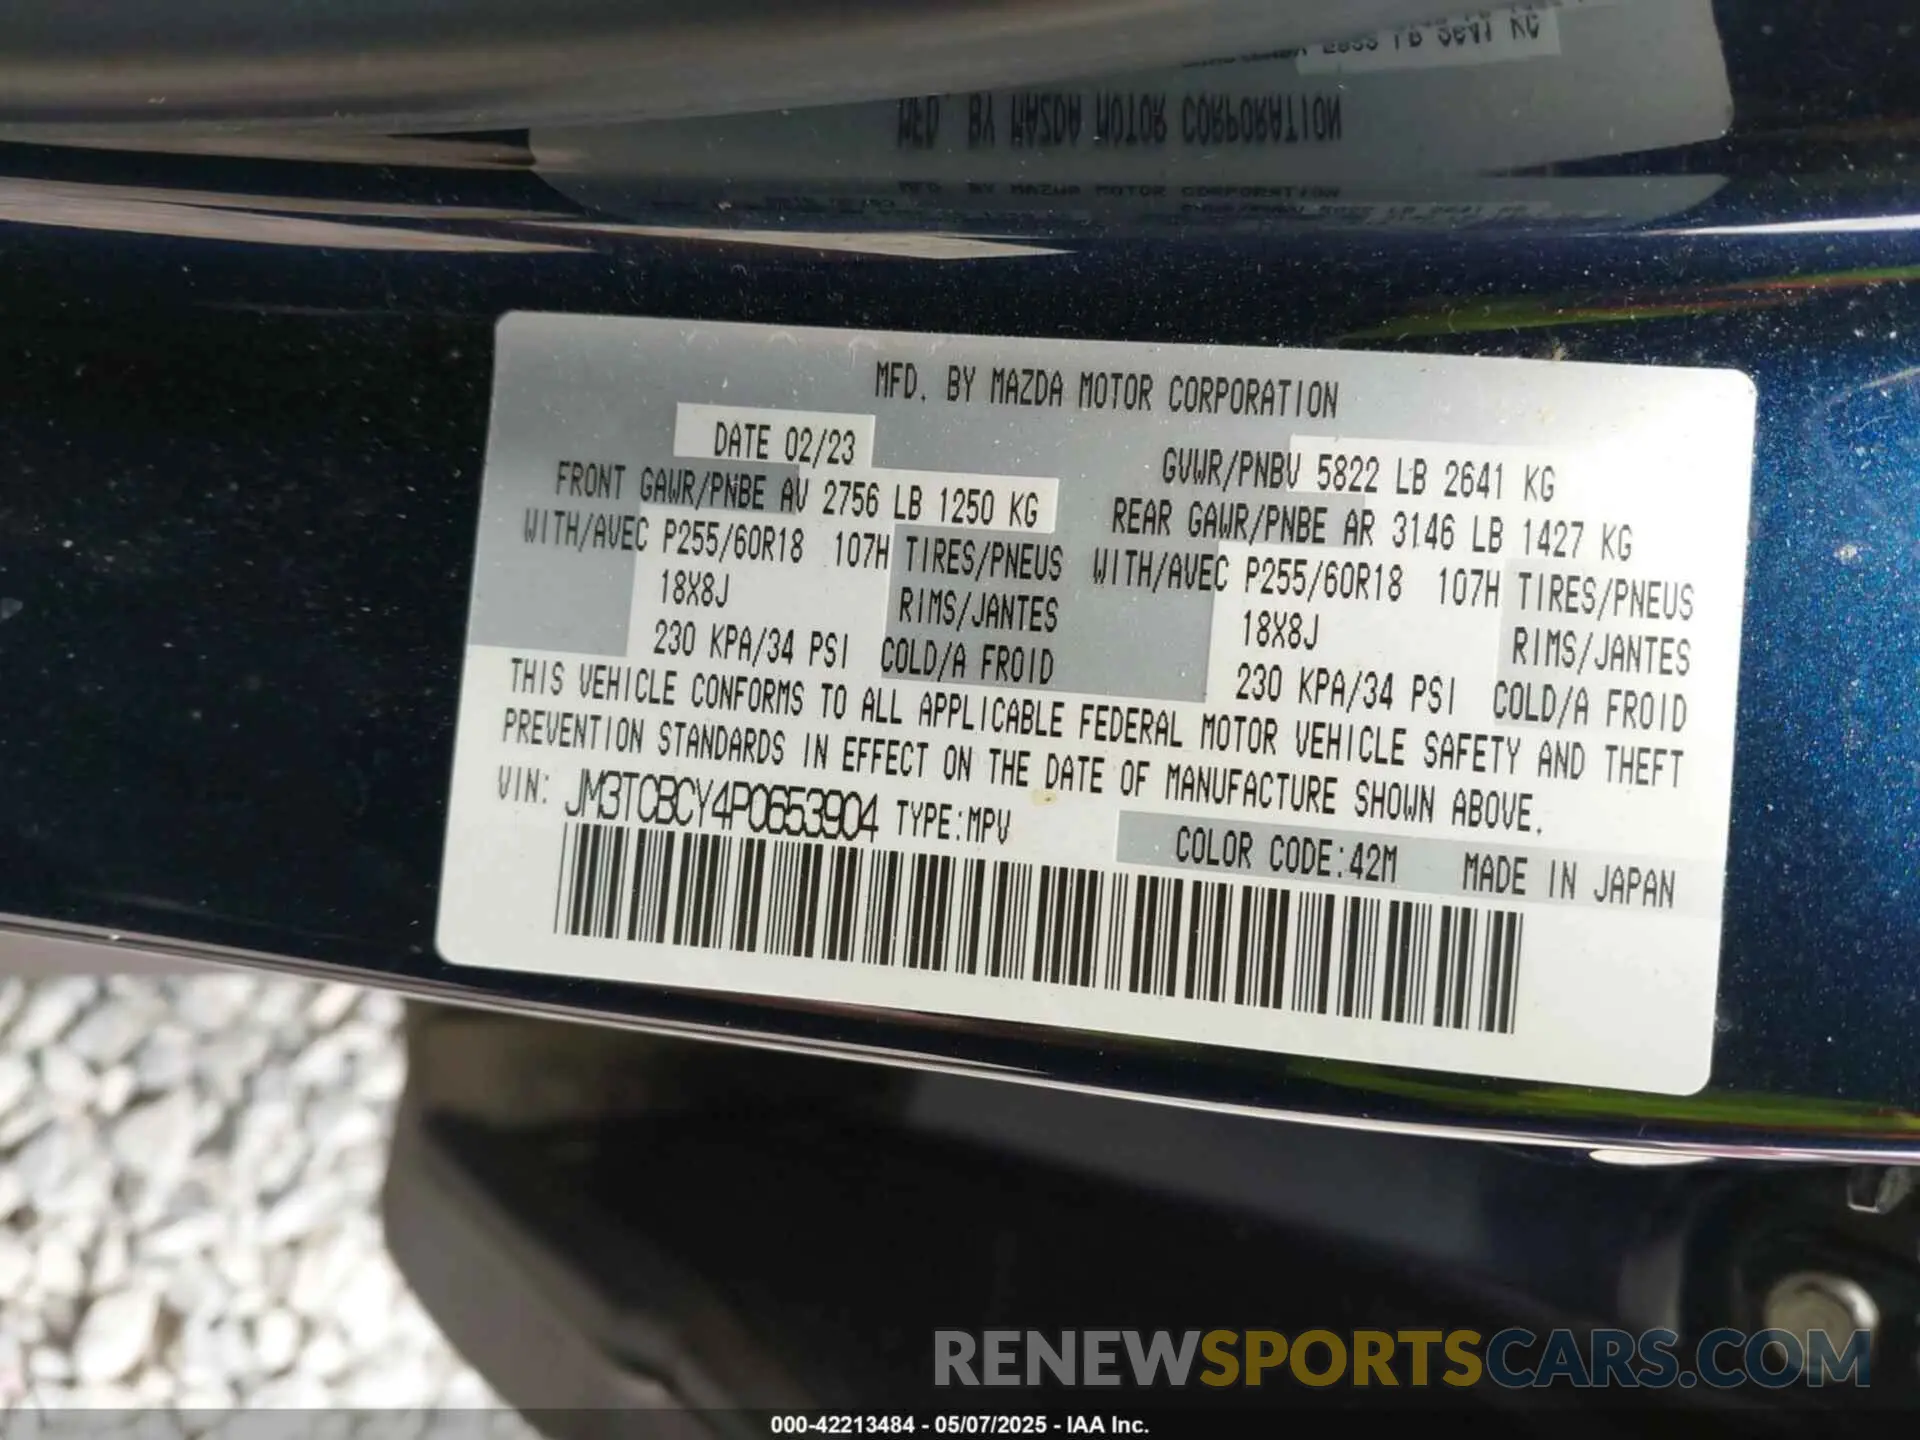 MFD. BY MAZDA MOTOR CORPORATION
MFD. BY MAZDA MOTOR CORPORATION
MFD. BY MAZDA MOTOR CORPORATION
DATE 02/23
GVWR/PNBV 5822 LB 2641 KG
FRONT GAWR/PNBE AV 2756 LB 1250 KG
REAR GAWR/PNBE AR 3146 LB 1427 KG
WITH/AVEC P255/60R18 107H TIRES/PNEUS
WITH/AVEC P255/60R18 107H TIRES/PNEUS
18X8J RIMS/JANTES
18X8J RIMS/JANTES
230 KPA/34 PSI COLD/A FROID
230 KPA/34 PSI COLD/A FROID
THIS VEHICLE CONFORMS TO ALL APPLICABLE FEDERAL MOTOR VEHICLE SAFETY AND THEFT
PREVENTION STANDARDS IN EFFECT ON THE DATE OF MANUFACTURE SHOWN ABOVE.
VIN: JM3TCBCY4P0653904 TYPE:MPV
COLOR CODE:42M MADE IN JAPAN
RENEWSPORTSCARS.COM
000-42213484 - 05/07/2025 - IAA Inc.